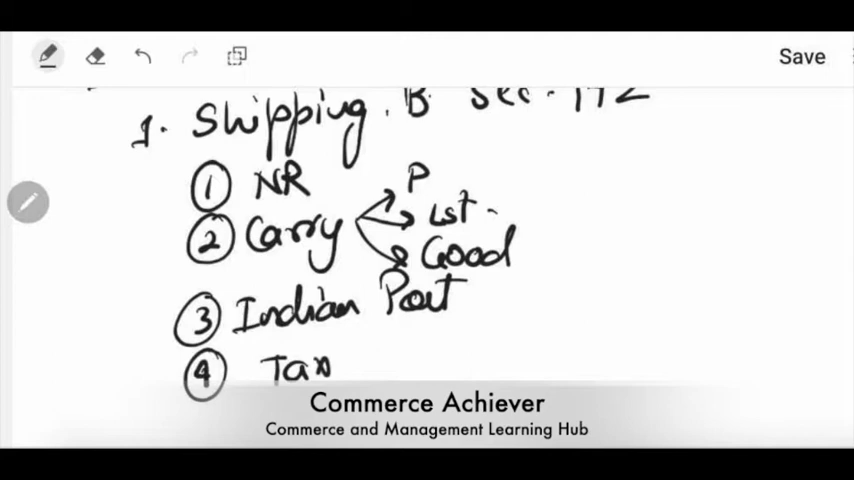 Save
1. Shipping. B. Sec. 172
① NR P
② Carry Lst.
Good
③ Indian Port
④ Tax
Commerce Achiever
Commerce and Management Learning Hub